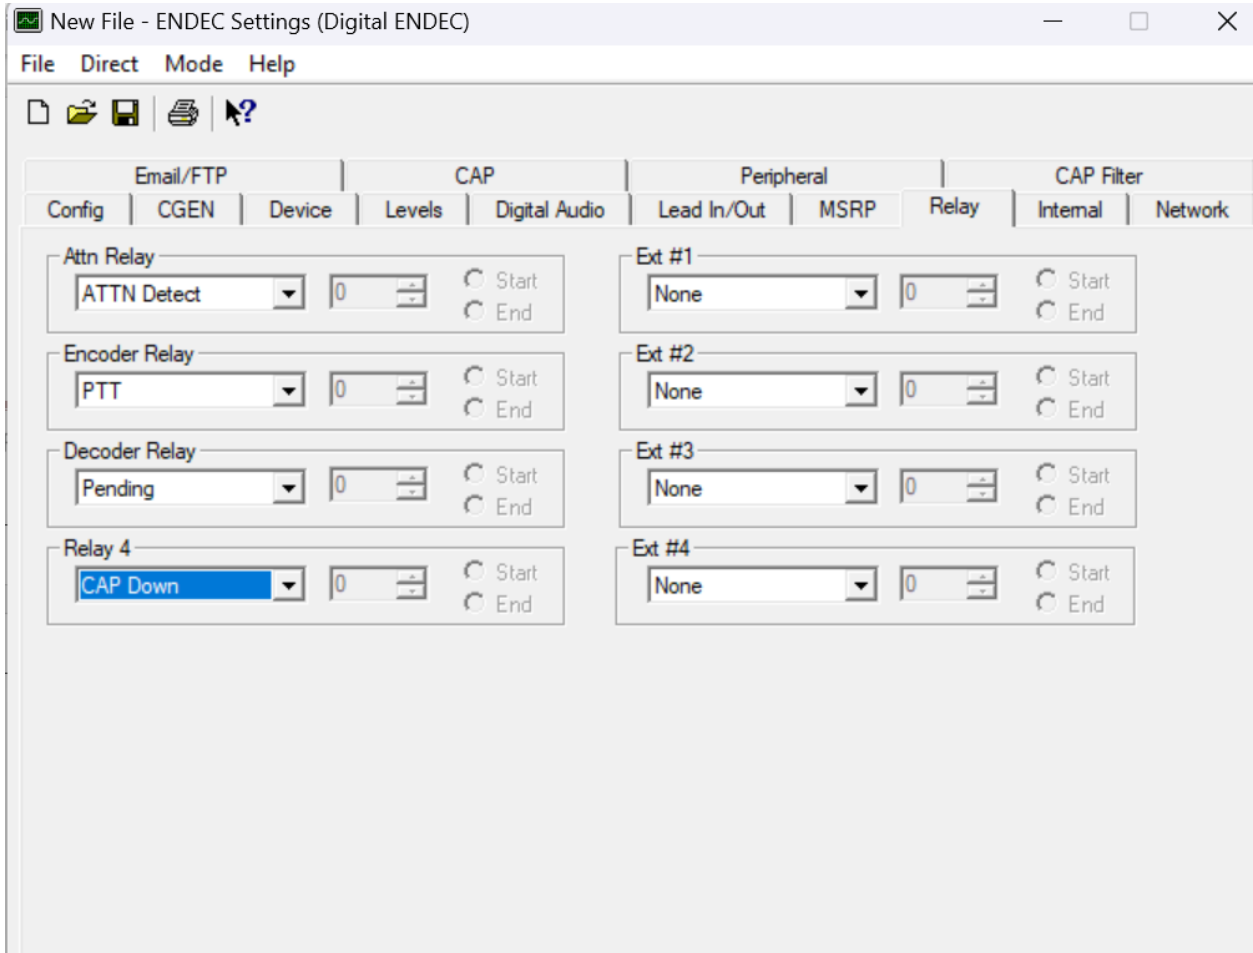 New File - ENDEC Settings (Digital ENDEC)
File Direct Mode Help
Email/FTP CAP Peripheral CAP Filter
Config CGEN Device Levels Digital Audio Lead In/Out MSRP Relay Internal Network
Attn Relay Ext #1
ATTN Detect 0 Start None 0 Start
End End
Encoder Relay Ext #2
PTT 0 Start None 0 Start
End End
Decoder Relay Ext #3
Pending 0 Start None 0 Start
End End
Relay 4 Ext #4
CAP Down 0 Start None 0 Start
End End